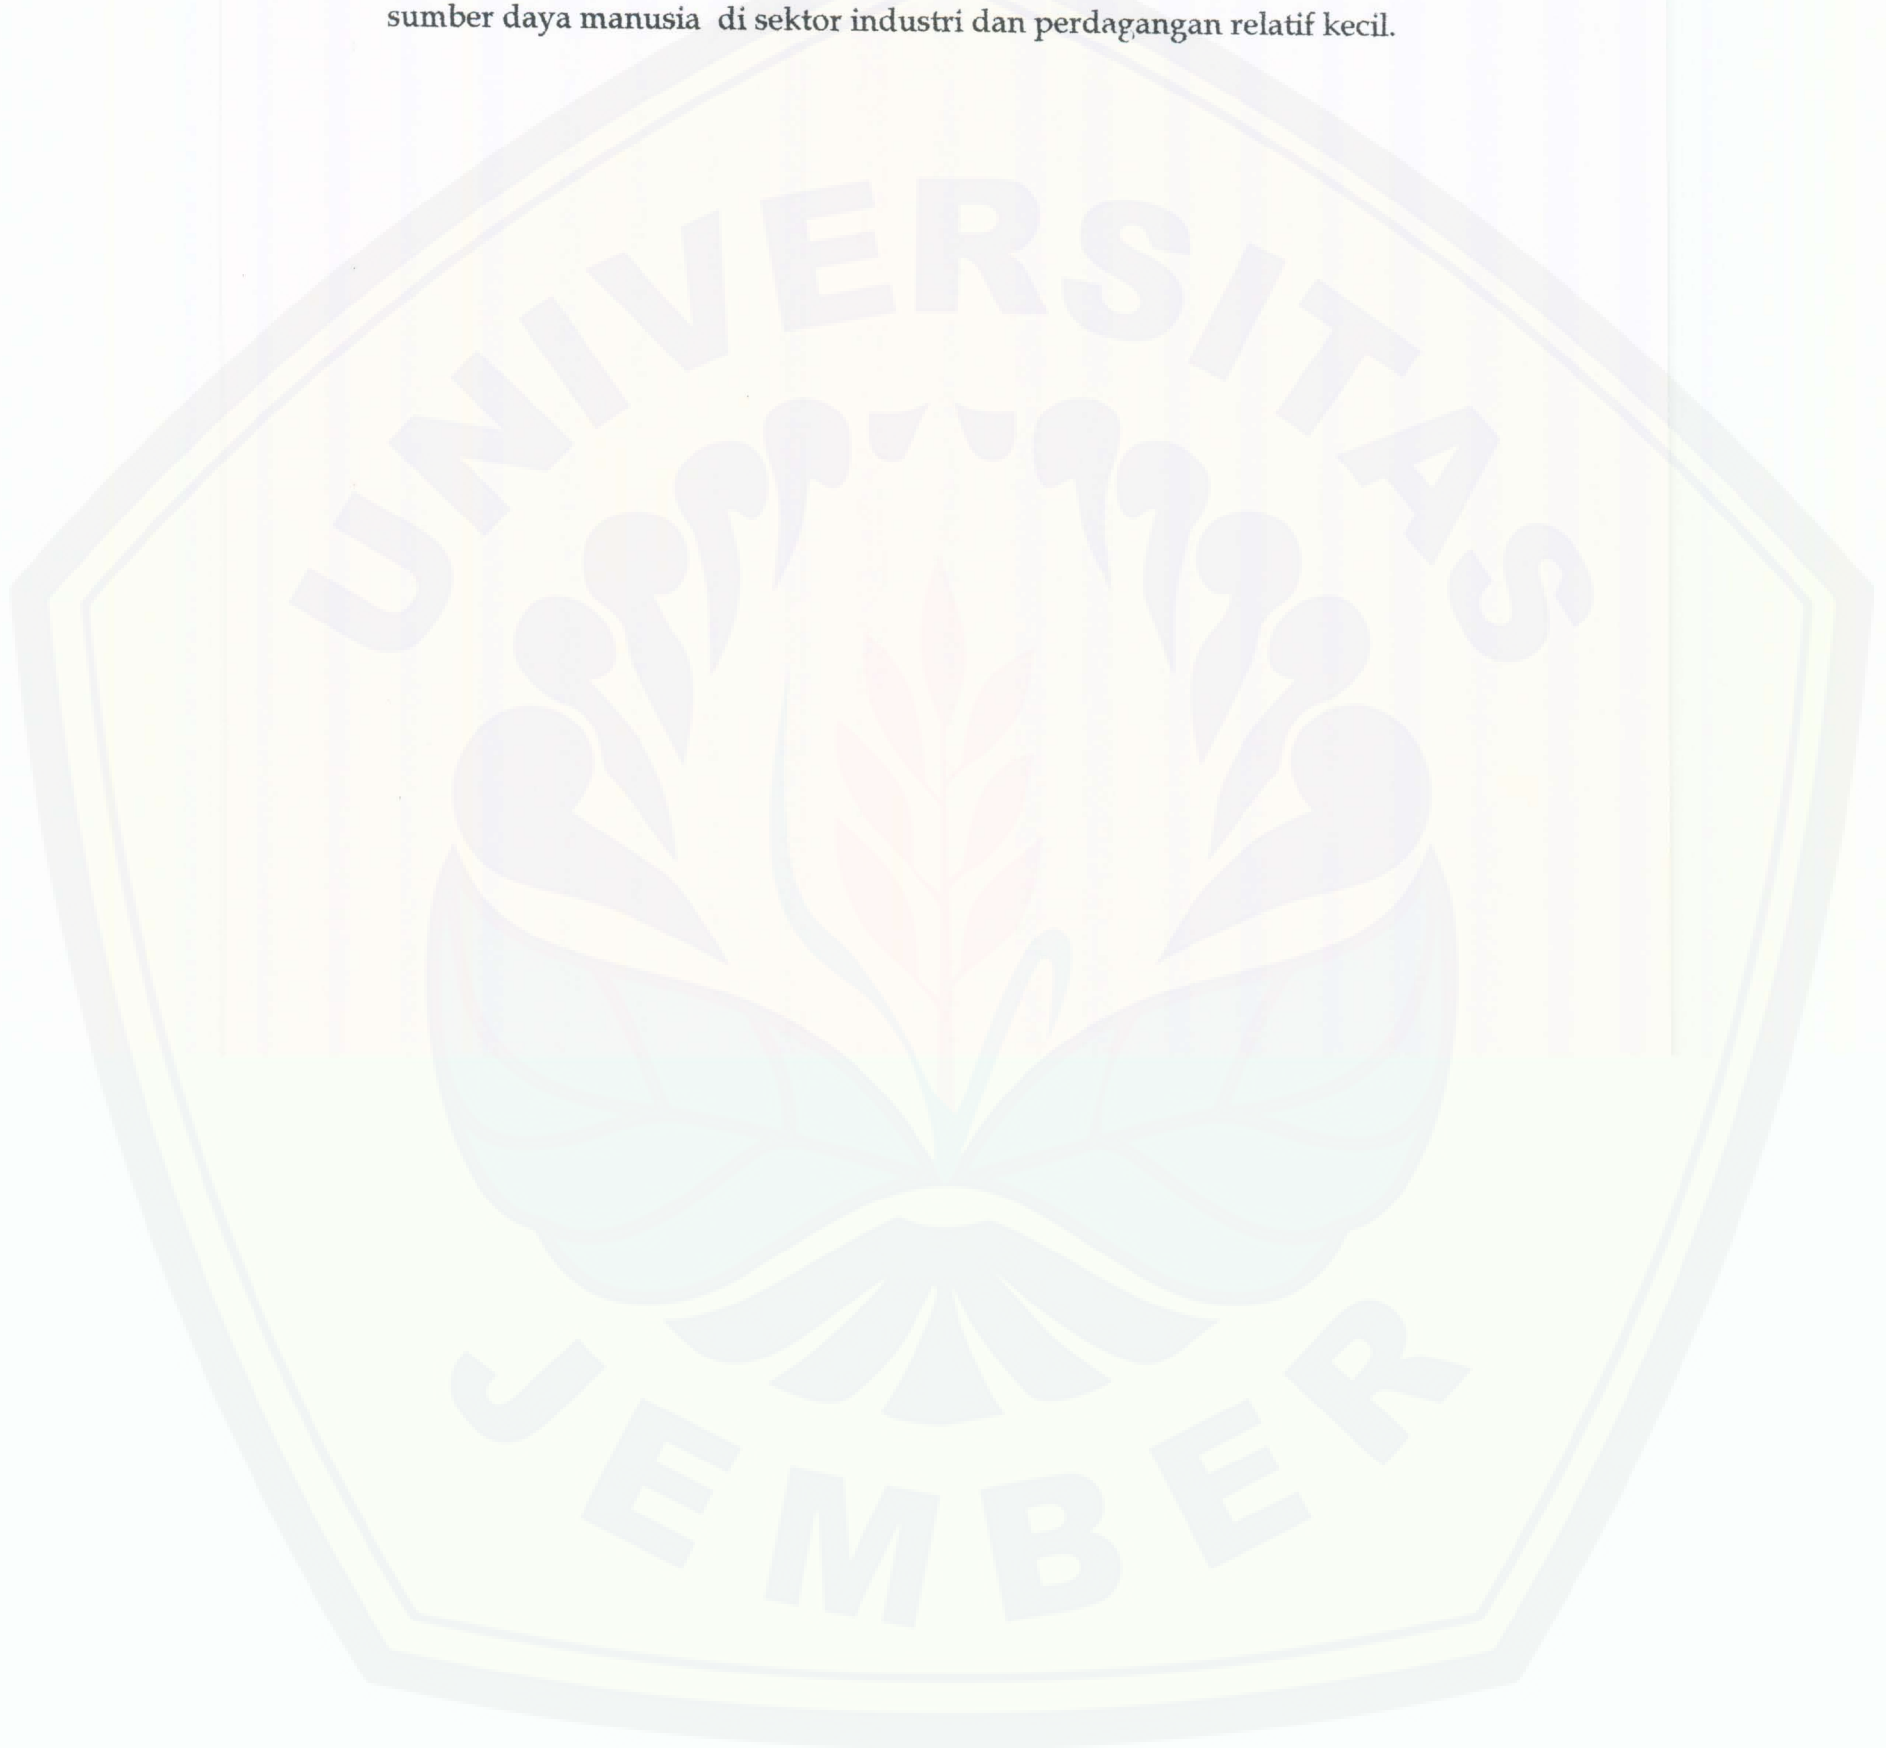 sumber daya manusia di sektor industri dan perdagangan relatif kecil.
UNIVERSITAS
JEMBER